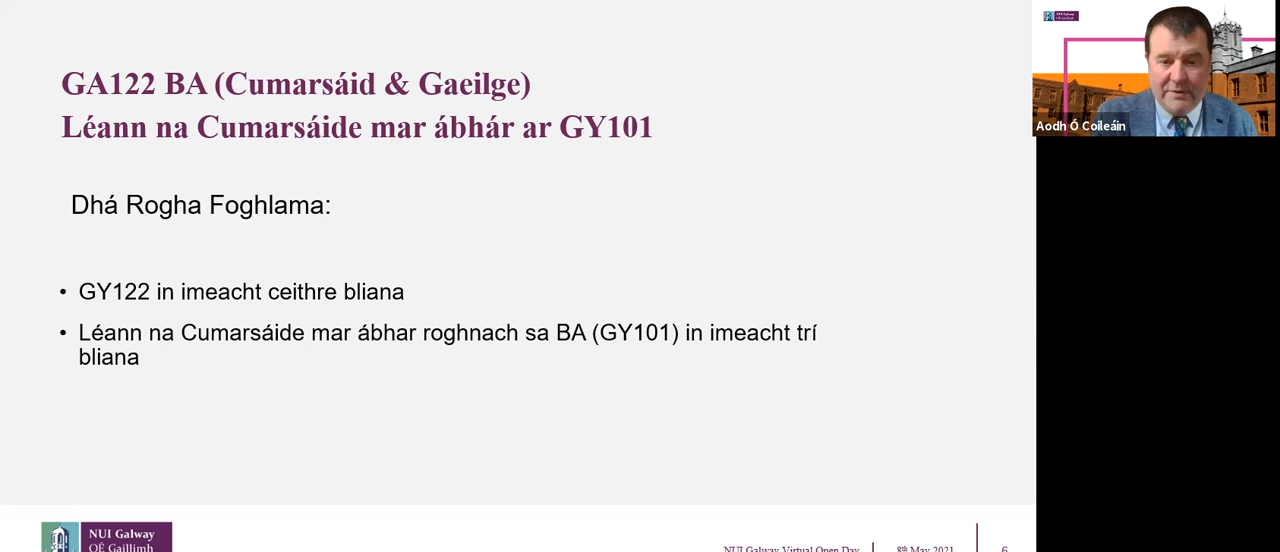 GA122 BA (Cumarsáid & Gaeilge)
Léann na Cumarsáide mar ábhár ar GY101
Dhá Rogha Foghlama:
• GY122 in imeacht ceithre bliana
• Léann na Cumarsáide mar ábhar roghnach sa BA (GY101) in imeacht trí
bliana
NUI Galway
OÉ Gaillimh
NUI Galway Virtual Open Day
8th May 2021
6
NUI Galway
Aodh Ó Coileáin